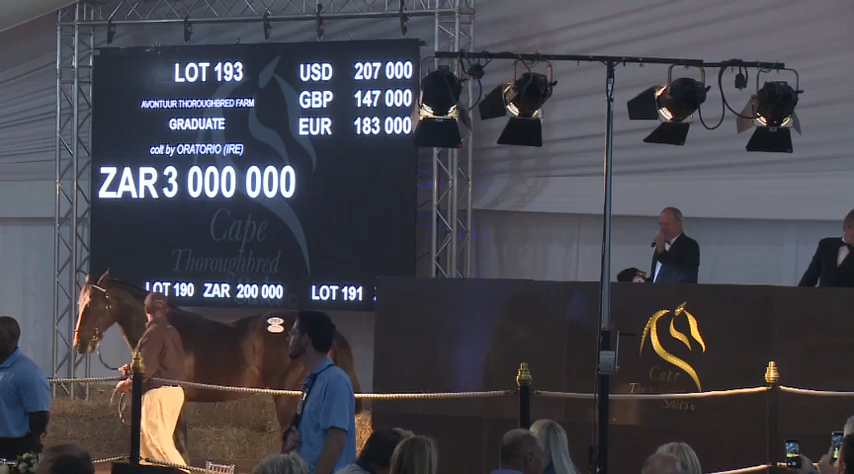 LOT 193
AVONTUUR THOROUGHBRED FARM
GRADUATE
colt by ORATORIO (IRE)
ZAR 3 000 000
USD 207 000
GBP 147 000
EUR 183 000
Cape
Thoroughbred
LOT 190 ZAR 200 000 LOT 191
Cape
Sales